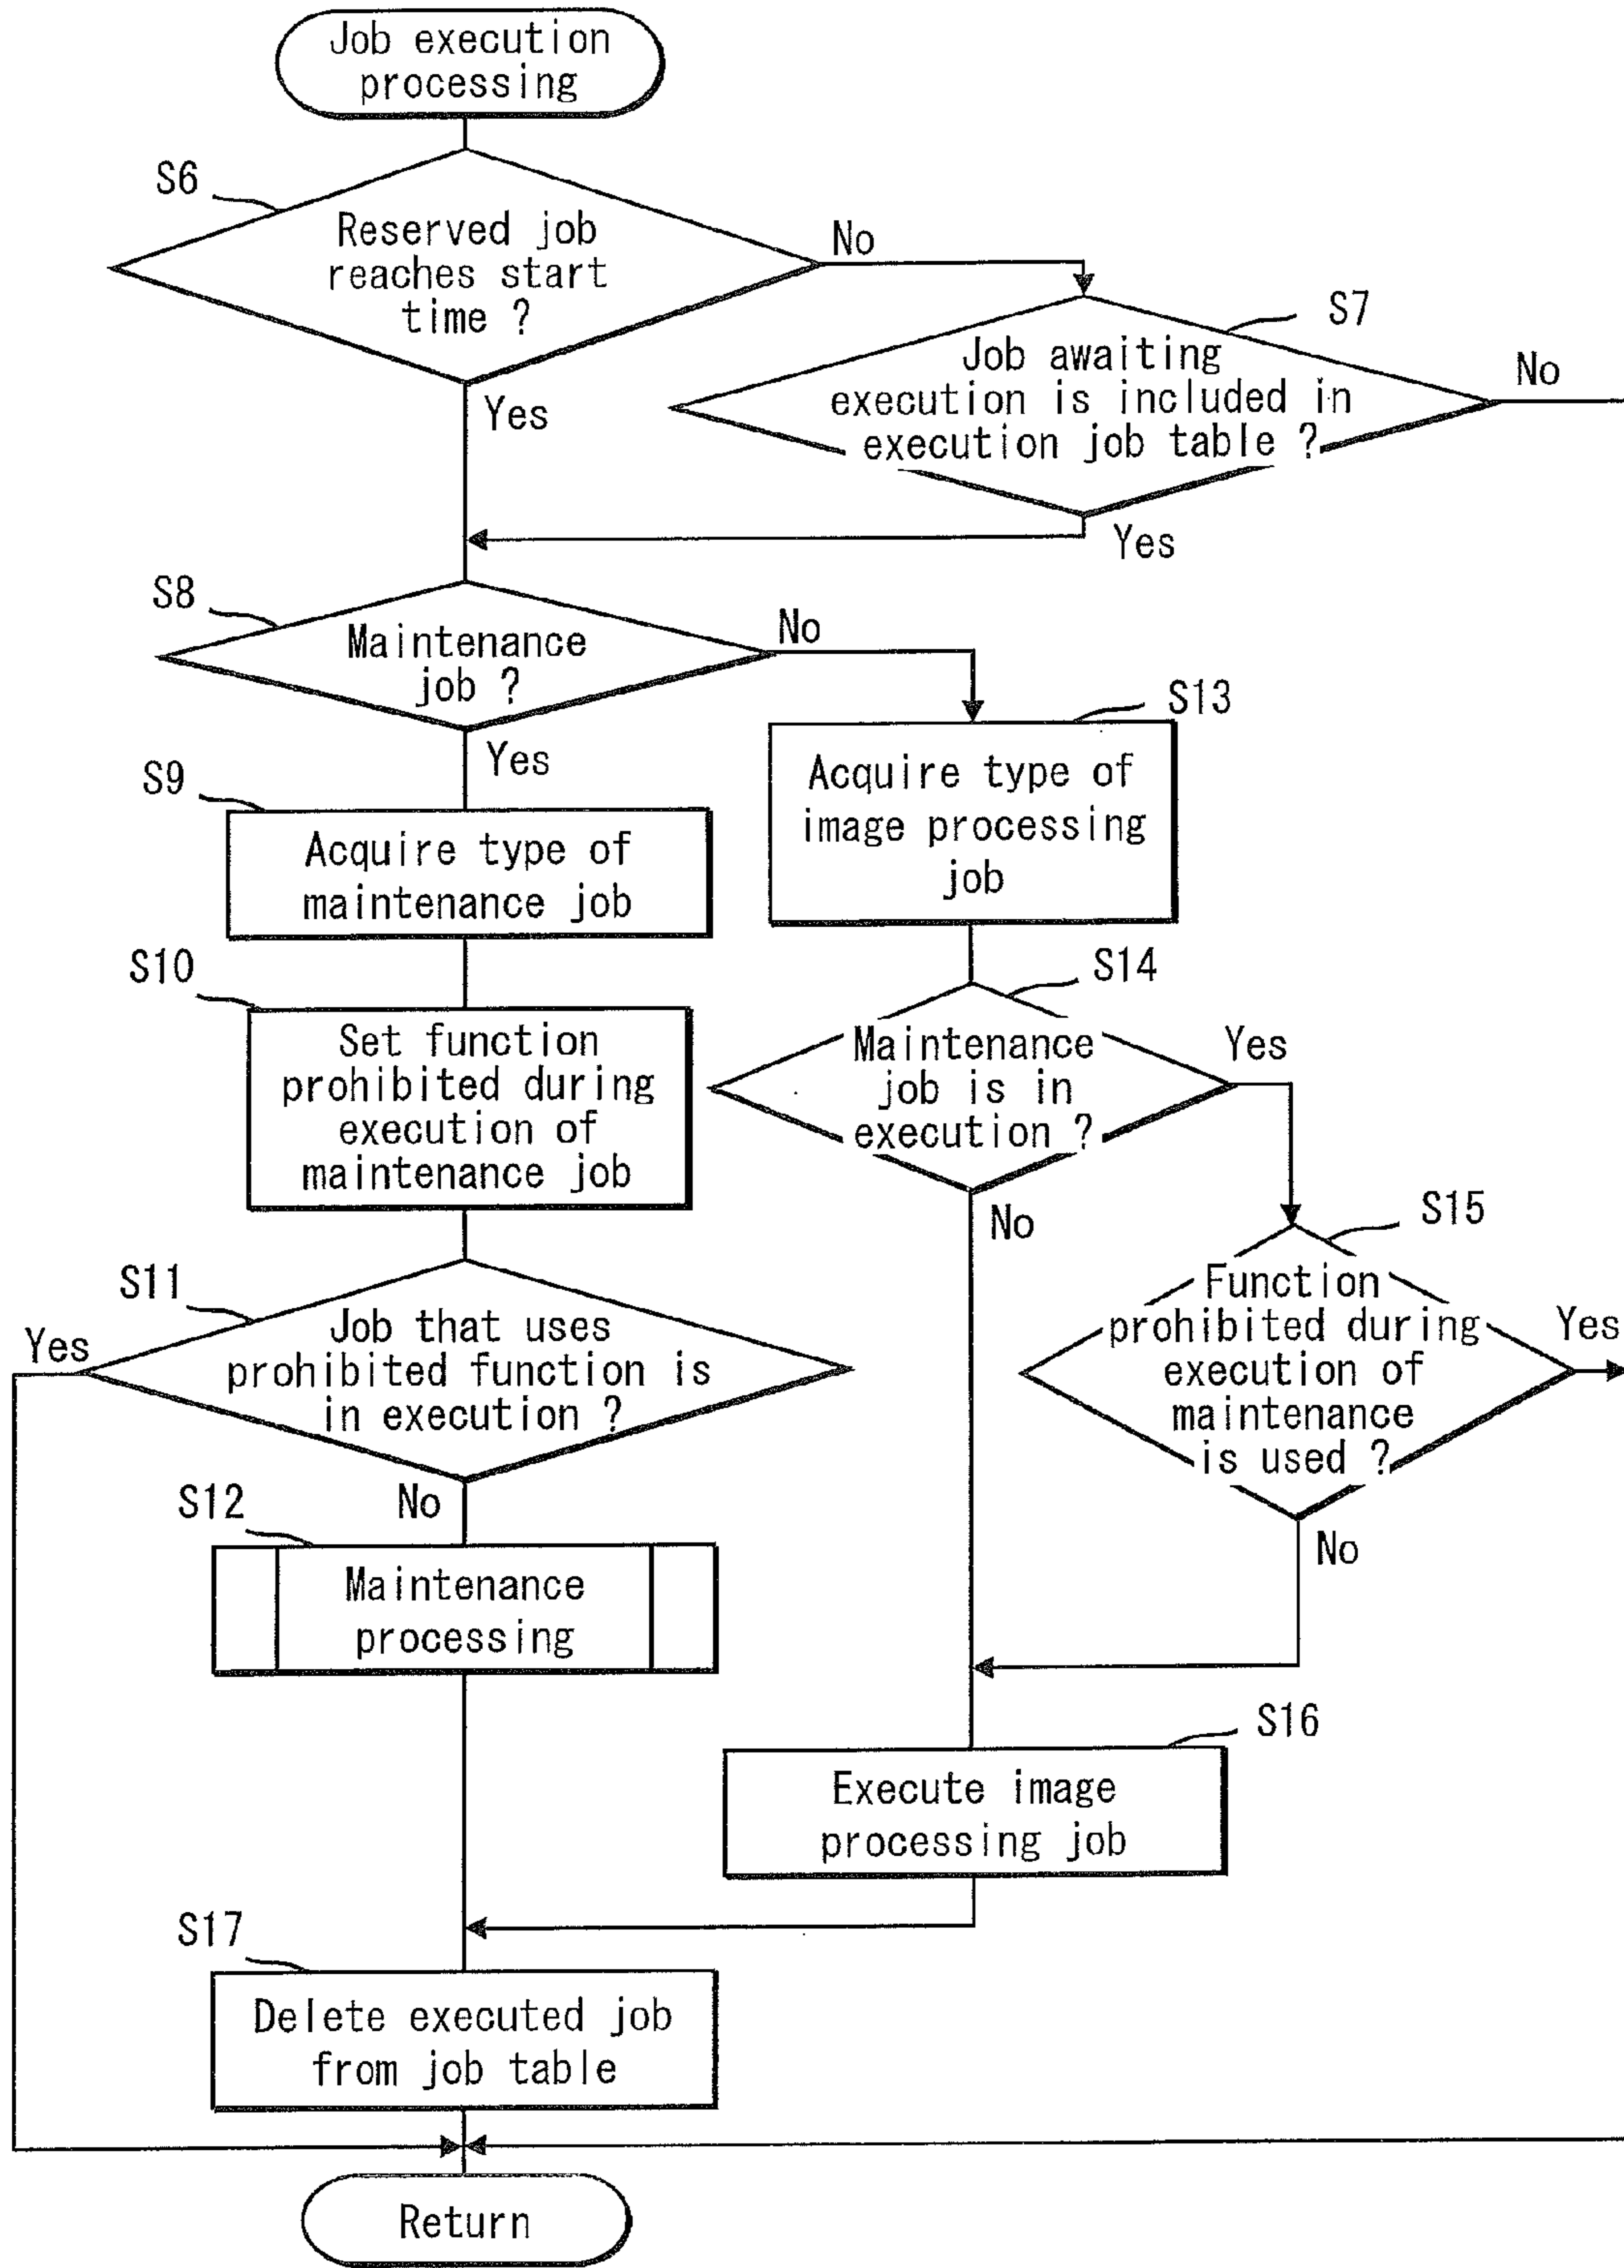 Job execution
processing
S6
Reserved job
reaches start
time ?
No
Yes
S7
Job awaiting
execution is included in
execution job table ?
No
Yes
S8
Maintenance
job ?
No
Yes
S9
Acquire type of
maintenance job
S13
Acquire type of
image processing
job
S10
Set function
prohibited during
execution of
maintenance job
S14
Maintenance
job is in
execution ?
Yes
No
S11
Job that uses
prohibited function is
in execution ?
Yes
No
S15
Function
prohibited during
execution of
maintenance
is used ?
Yes
No
S12
Maintenance
processing
S16
Execute image
processing job
S17
Delete executed job
from job table
Return